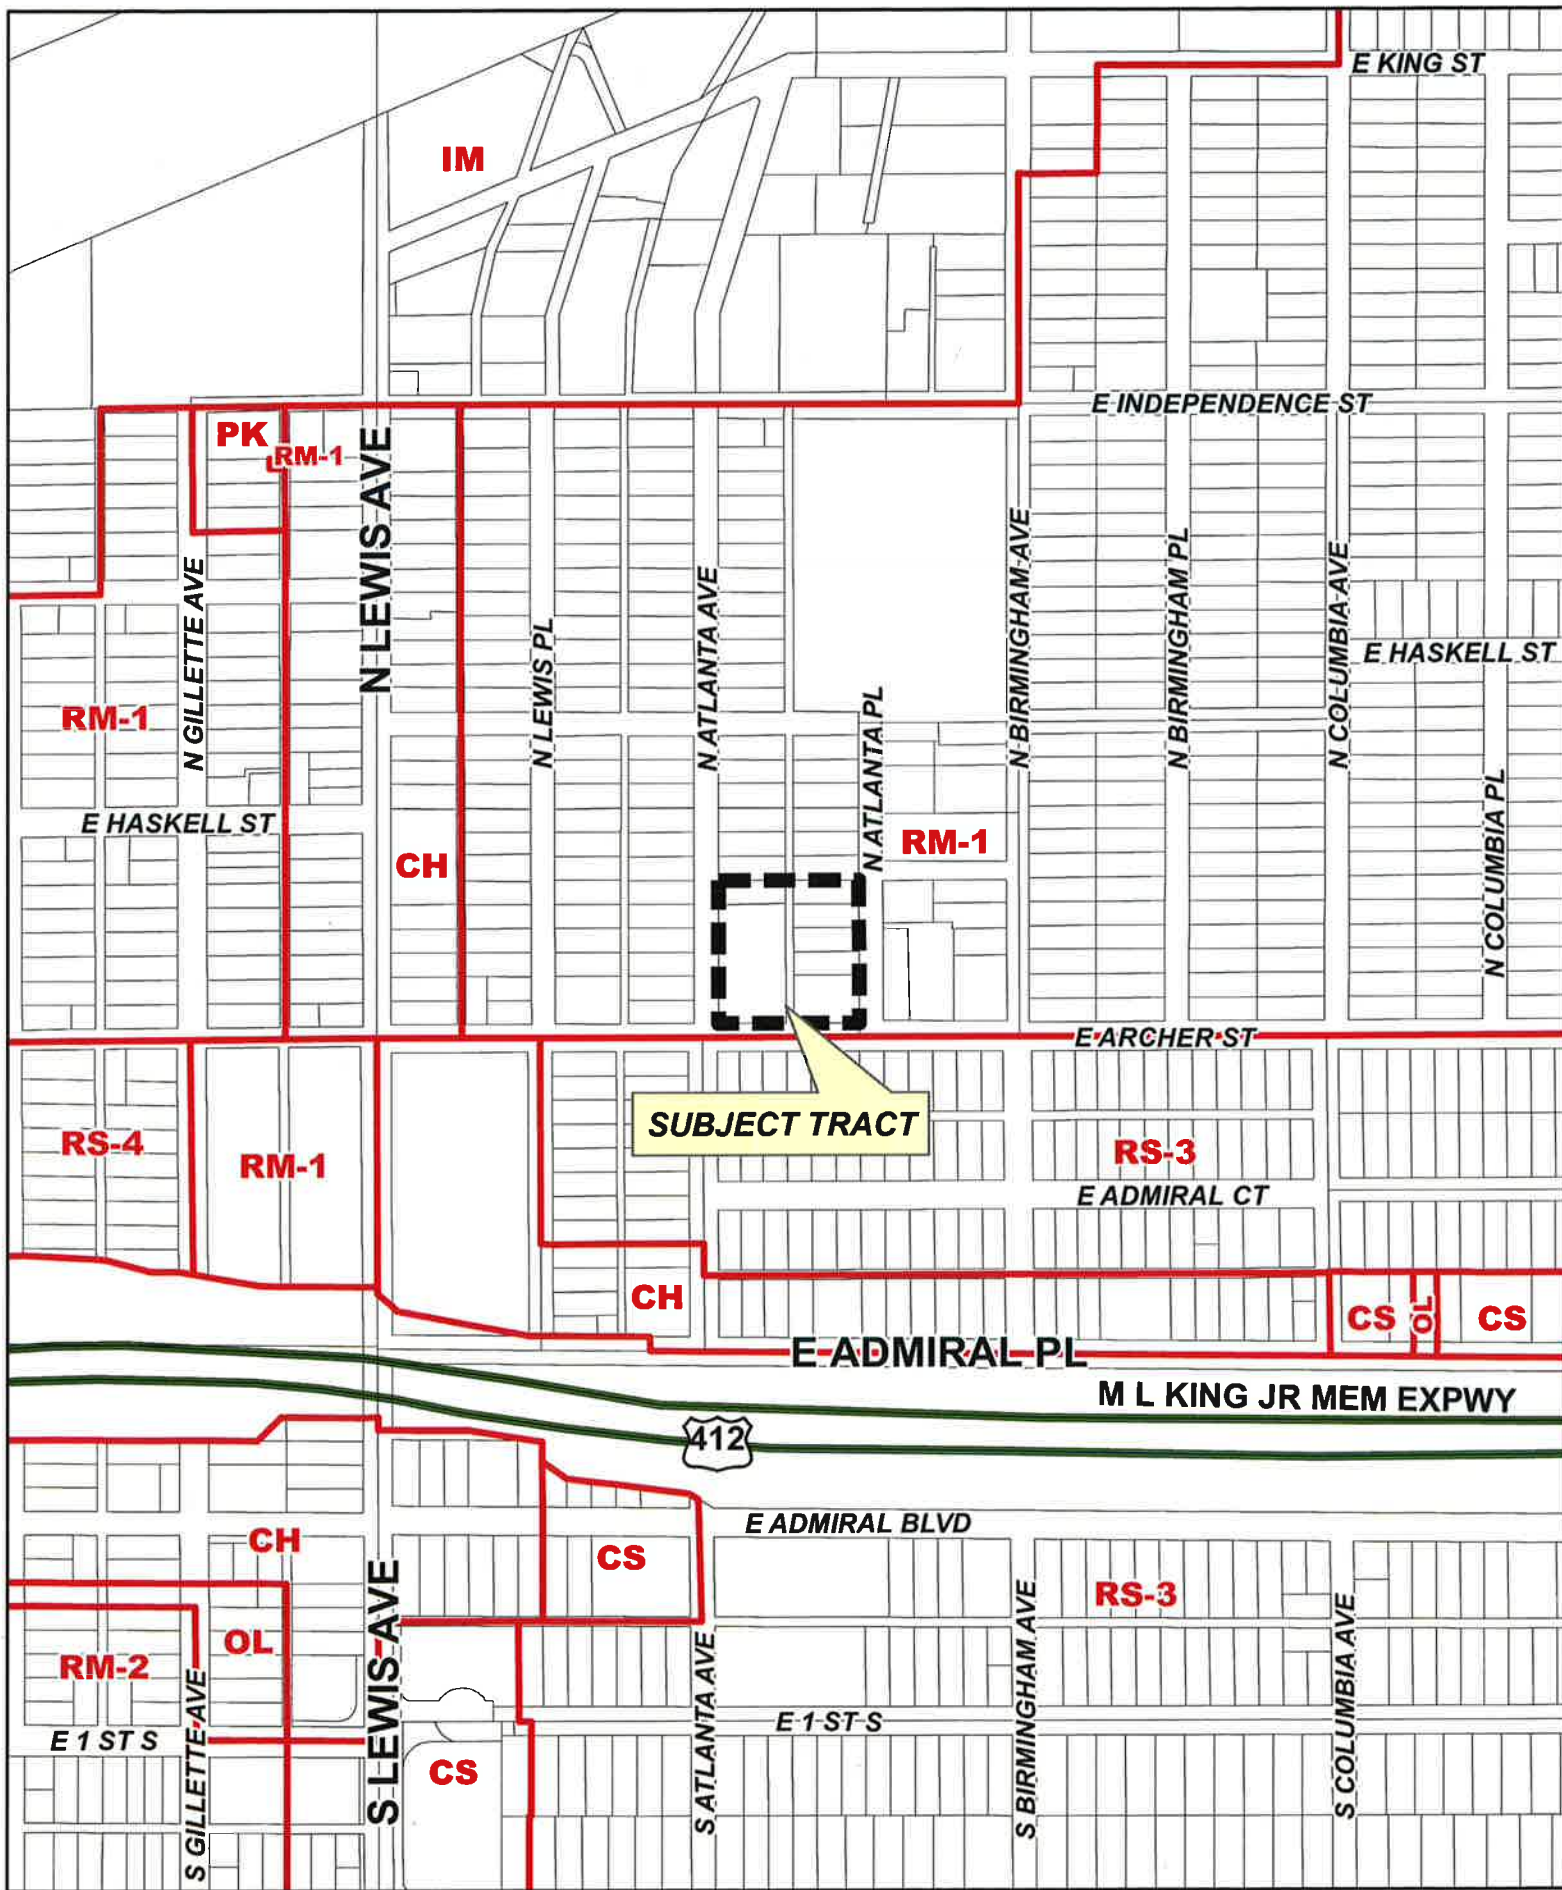 E KING ST
IM
E INDEPENDENCE ST
PK
RM-1
N LEWIS AVE
N GILLETTE AVE
N LEWIS PL
N ATLANTA AVE
N ATLANTA PL
N BIRMINGHAM AVE
N BIRMINGHAM PL
N COLUMBIA AVE
E HASKELL ST
RM-1
E HASKELL ST
CH
RM-1
N COLUMBIA PL
E ARCHER ST
SUBJECT TRACT
RS-4
RM-1
RS-3
E ADMIRAL CT
CH
CS
OL
CS
E ADMIRAL PL
M L KING JR MEM EXPWY
412
E ADMIRAL BLVD
CH
CS
RS-3
S LEWIS AVE
OL
RM-2
S GILLETTE AVE
S ATLANTA AVE
S BIRMINGHAM AVE
S COLUMBIA AVE
E 1 ST S
E 1 ST S
CS